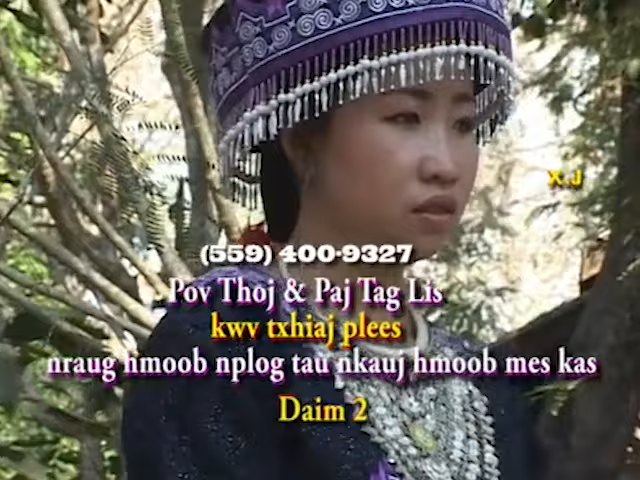 X.J
(559) 400-9327
Pov Thoj & Paj Tag Lis
kwv txhiaj plees
nraug hmoob nplog tau nkauj hmoob mes kas
Daim 2